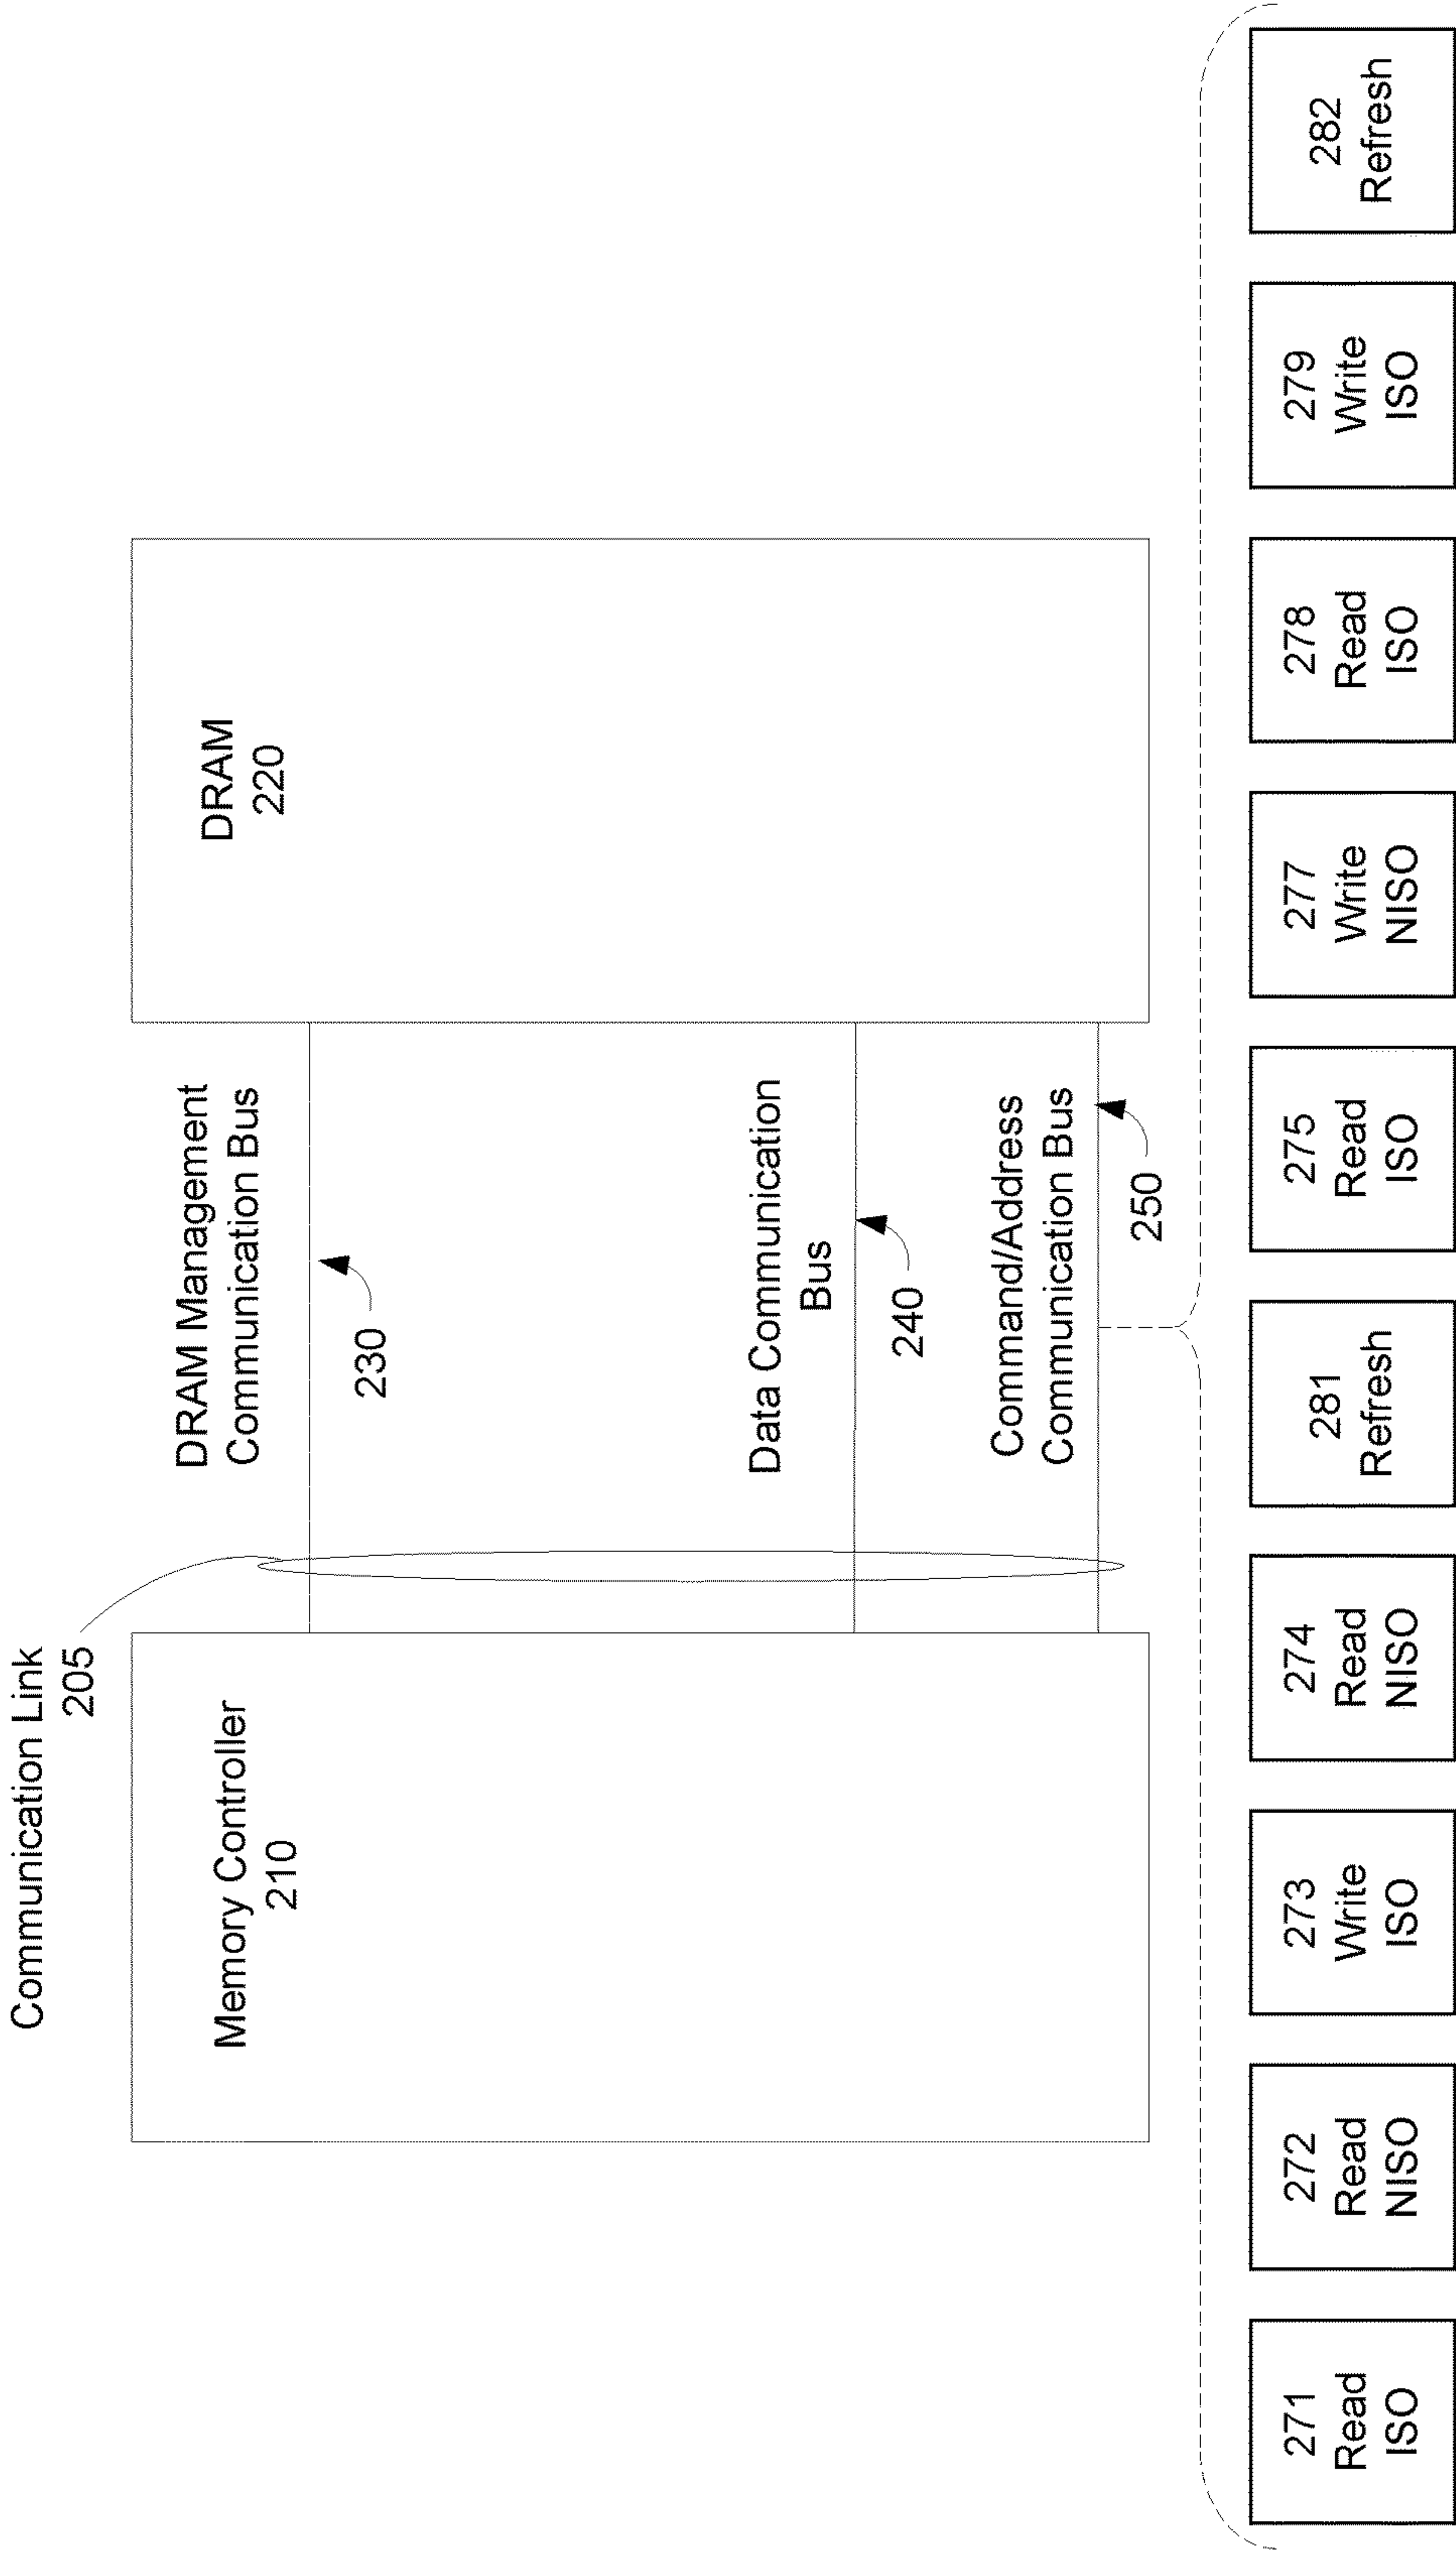 Communication Link
205
Memory Controller
210
DRAM Management
Communication Bus
230
Data Communication
Bus
240
Command/Address
Communication Bus
250
DRAM
220
271
Read
ISO
272
Read
NISO
273
Write
ISO
274
Read
NISO
281
Refresh
275
Read
ISO
277
Write
NISO
278
Read
ISO
279
Write
ISO
282
Refresh